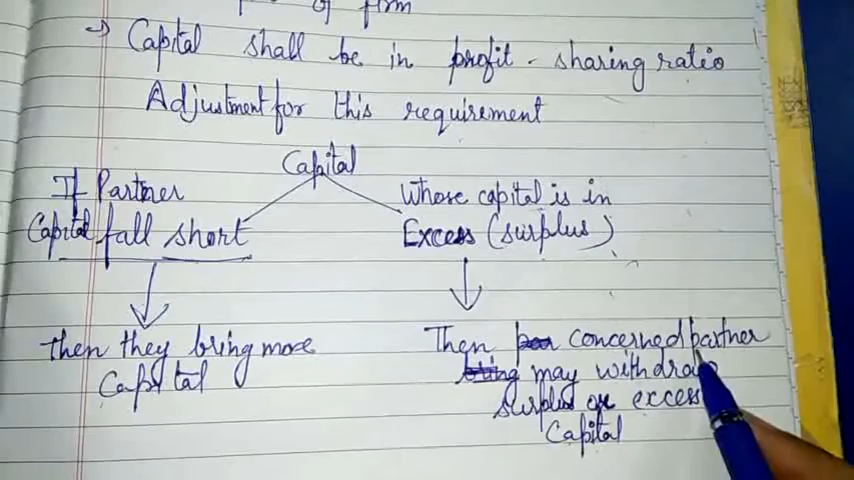 of firm
→ Capital shall be in profit - sharing ratio
Adjustment for this requirement
Capital
If Partner
Capital fall short
Whose capital is in
Excess (surplus)
then they bring more
Capital
Then concerned partner
may withdraw
surplus or excess
Capital